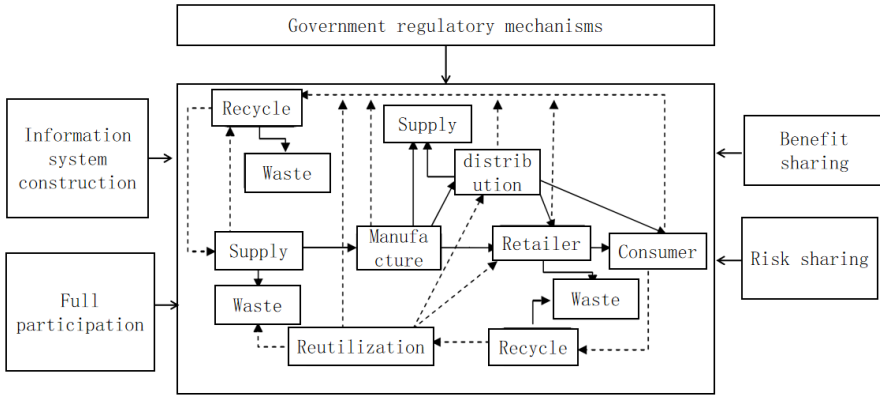 Government regulatory mechanisms
Recycle
Supply
Information
system
construction
Waste
distrib
ution
Benefit
sharing
Supply
Manufa
cture
Retailer
Consumer
Risk sharing
Full
participation
Waste
Waste
Reutilization
Recycle